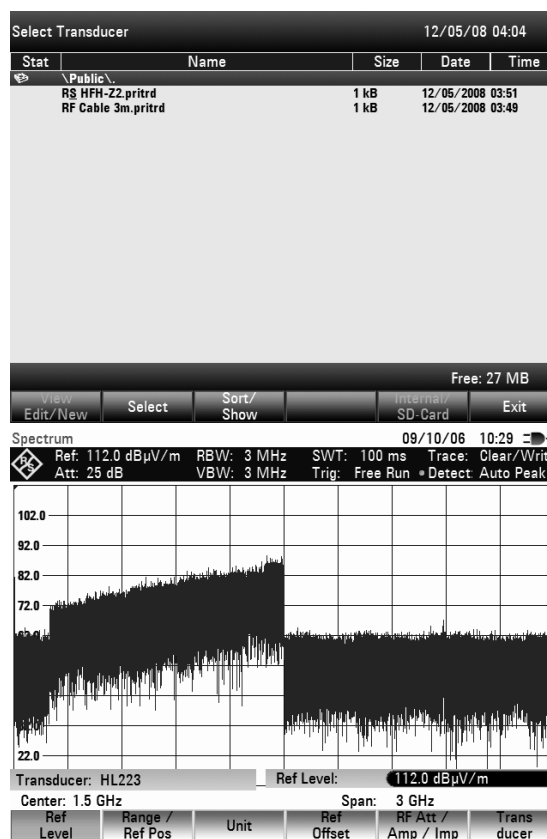 Select Transducer 12/05/08 04:04
Stat Name Size Date Time
\Public\.
RS HFH-Z2.pritrd 1 kB 12/05/2008 03:51
RF Cable 3m.pritrd 1 kB 12/05/2008 03:49
Free: 27 MB
View Edit/New Select Sort/ Show Internal/ SD-Card Exit
Spectrum 09/10/06 10:29
Ref: 112.0 dBµV/m RBW: 3 MHz SWT: 100 ms Trace: Clear/Writ
Att: 25 dB VBW: 3 MHz Trig: Free Run Detect: Auto Peak
102.0
92.0
82.0
72.0
22.0
Transducer: HL223 Ref Level: 112.0 dBµV/m
Center: 1.5 GHz Span: 3 GHz
Ref Level Range / Ref Pos Unit Ref Offset RF Att / Amp / Imp Trans ducer